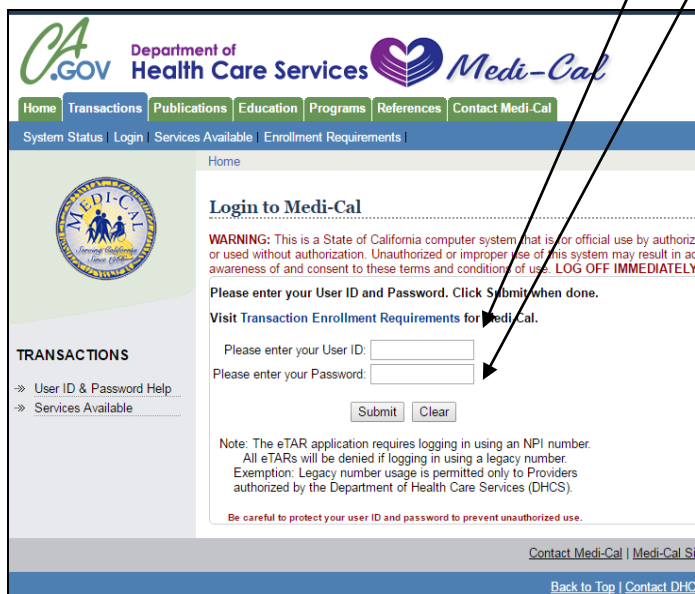 CA
.GOV
Department of
Health Care Services
Medi-Cal
Home Transactions Publications Education Programs References Contact Medi-Cal
System Status | Login | Services Available | Enrollment Requirements |
Home
MEDI-CAL
Serving California
Since 1966
Login to Medi-Cal
WARNING: This is a State of California computer system that is for official use by authoriz
or used without authorization. Unauthorized or improper use of this system may result in ad
awareness of and consent to these terms and conditions of use. LOG OFF IMMEDIATELY
Please enter your User ID and Password. Click Submit when done.
Visit Transaction Enrollment Requirements for Medi-Cal.
Please enter your User ID:
Please enter your Password:
Submit Clear
TRANSACTIONS
User ID & Password Help
Services Available
Note: The eTAR application requires logging in using an NPI number.
All eTARs will be denied if logging in using a legacy number.
Exemption: Legacy number usage is permitted only to Providers
authorized by the Department of Health Care Services (DHCS).
Be careful to protect your user ID and password to prevent unauthorized use.
Contact Medi-Cal | Medi-Cal Si
Back to Top | Contact DHC